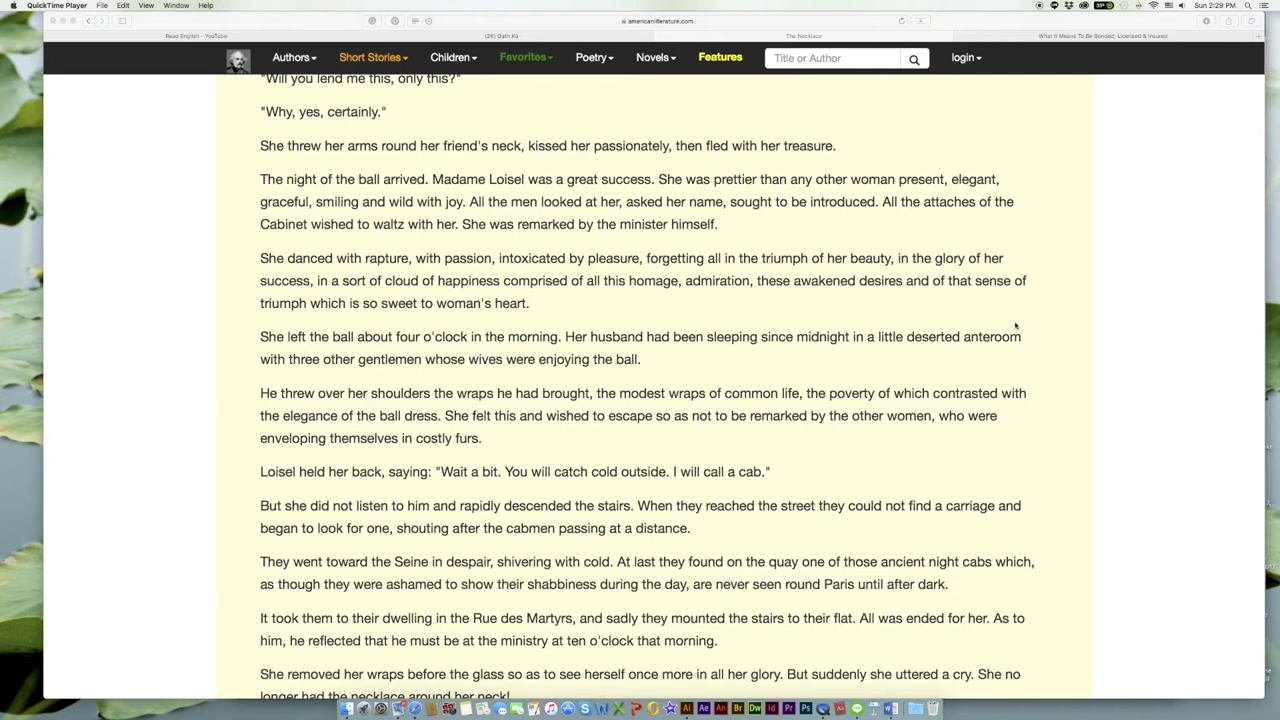 QuickTime Player File Edit View Window Help
Sun 2:29 PM
americanliterature.com
Read English - YouTube
(26) Oath Ka
The Necklace
What It Means To Be Bonded, Licensed & Insured
Authors Short Stories Children Favorites Poetry Novels Features Title or Author login
"Will you lend me this, only this?"
"Why, yes, certainly."
She threw her arms round her friend's neck, kissed her passionately, then fled with her treasure.
The night of the ball arrived. Madame Loisel was a great success. She was prettier than any other woman present, elegant,
graceful, smiling and wild with joy. All the men looked at her, asked her name, sought to be introduced. All the attaches of the
Cabinet wished to waltz with her. She was remarked by the minister himself.
She danced with rapture, with passion, intoxicated by pleasure, forgetting all in the triumph of her beauty, in the glory of her
success, in a sort of cloud of happiness comprised of all this homage, admiration, these awakened desires and of that sense of
triumph which is so sweet to woman's heart.
She left the ball about four o'clock in the morning. Her husband had been sleeping since midnight in a little deserted anteroom
with three other gentlemen whose wives were enjoying the ball.
He threw over her shoulders the wraps he had brought, the modest wraps of common life, the poverty of which contrasted with
the elegance of the ball dress. She felt this and wished to escape so as not to be remarked by the other women, who were
enveloping themselves in costly furs.
Loisel held her back, saying: "Wait a bit. You will catch cold outside. I will call a cab."
But she did not listen to him and rapidly descended the stairs. When they reached the street they could not find a carriage and
began to look for one, shouting after the cabmen passing at a distance.
They went toward the Seine in despair, shivering with cold. At last they found on the quay one of those ancient night cabs which,
as though they were ashamed to show their shabbiness during the day, are never seen round Paris until after dark.
It took them to their dwelling in the Rue des Martyrs, and sadly they mounted the stairs to their flat. All was ended for her. As to
him, he reflected that he must be at the ministry at ten o'clock that morning.
She removed her wraps before the glass so as to see herself once more in all her glory. But suddenly she uttered a cry. She no
longer had the necklace around her neck!